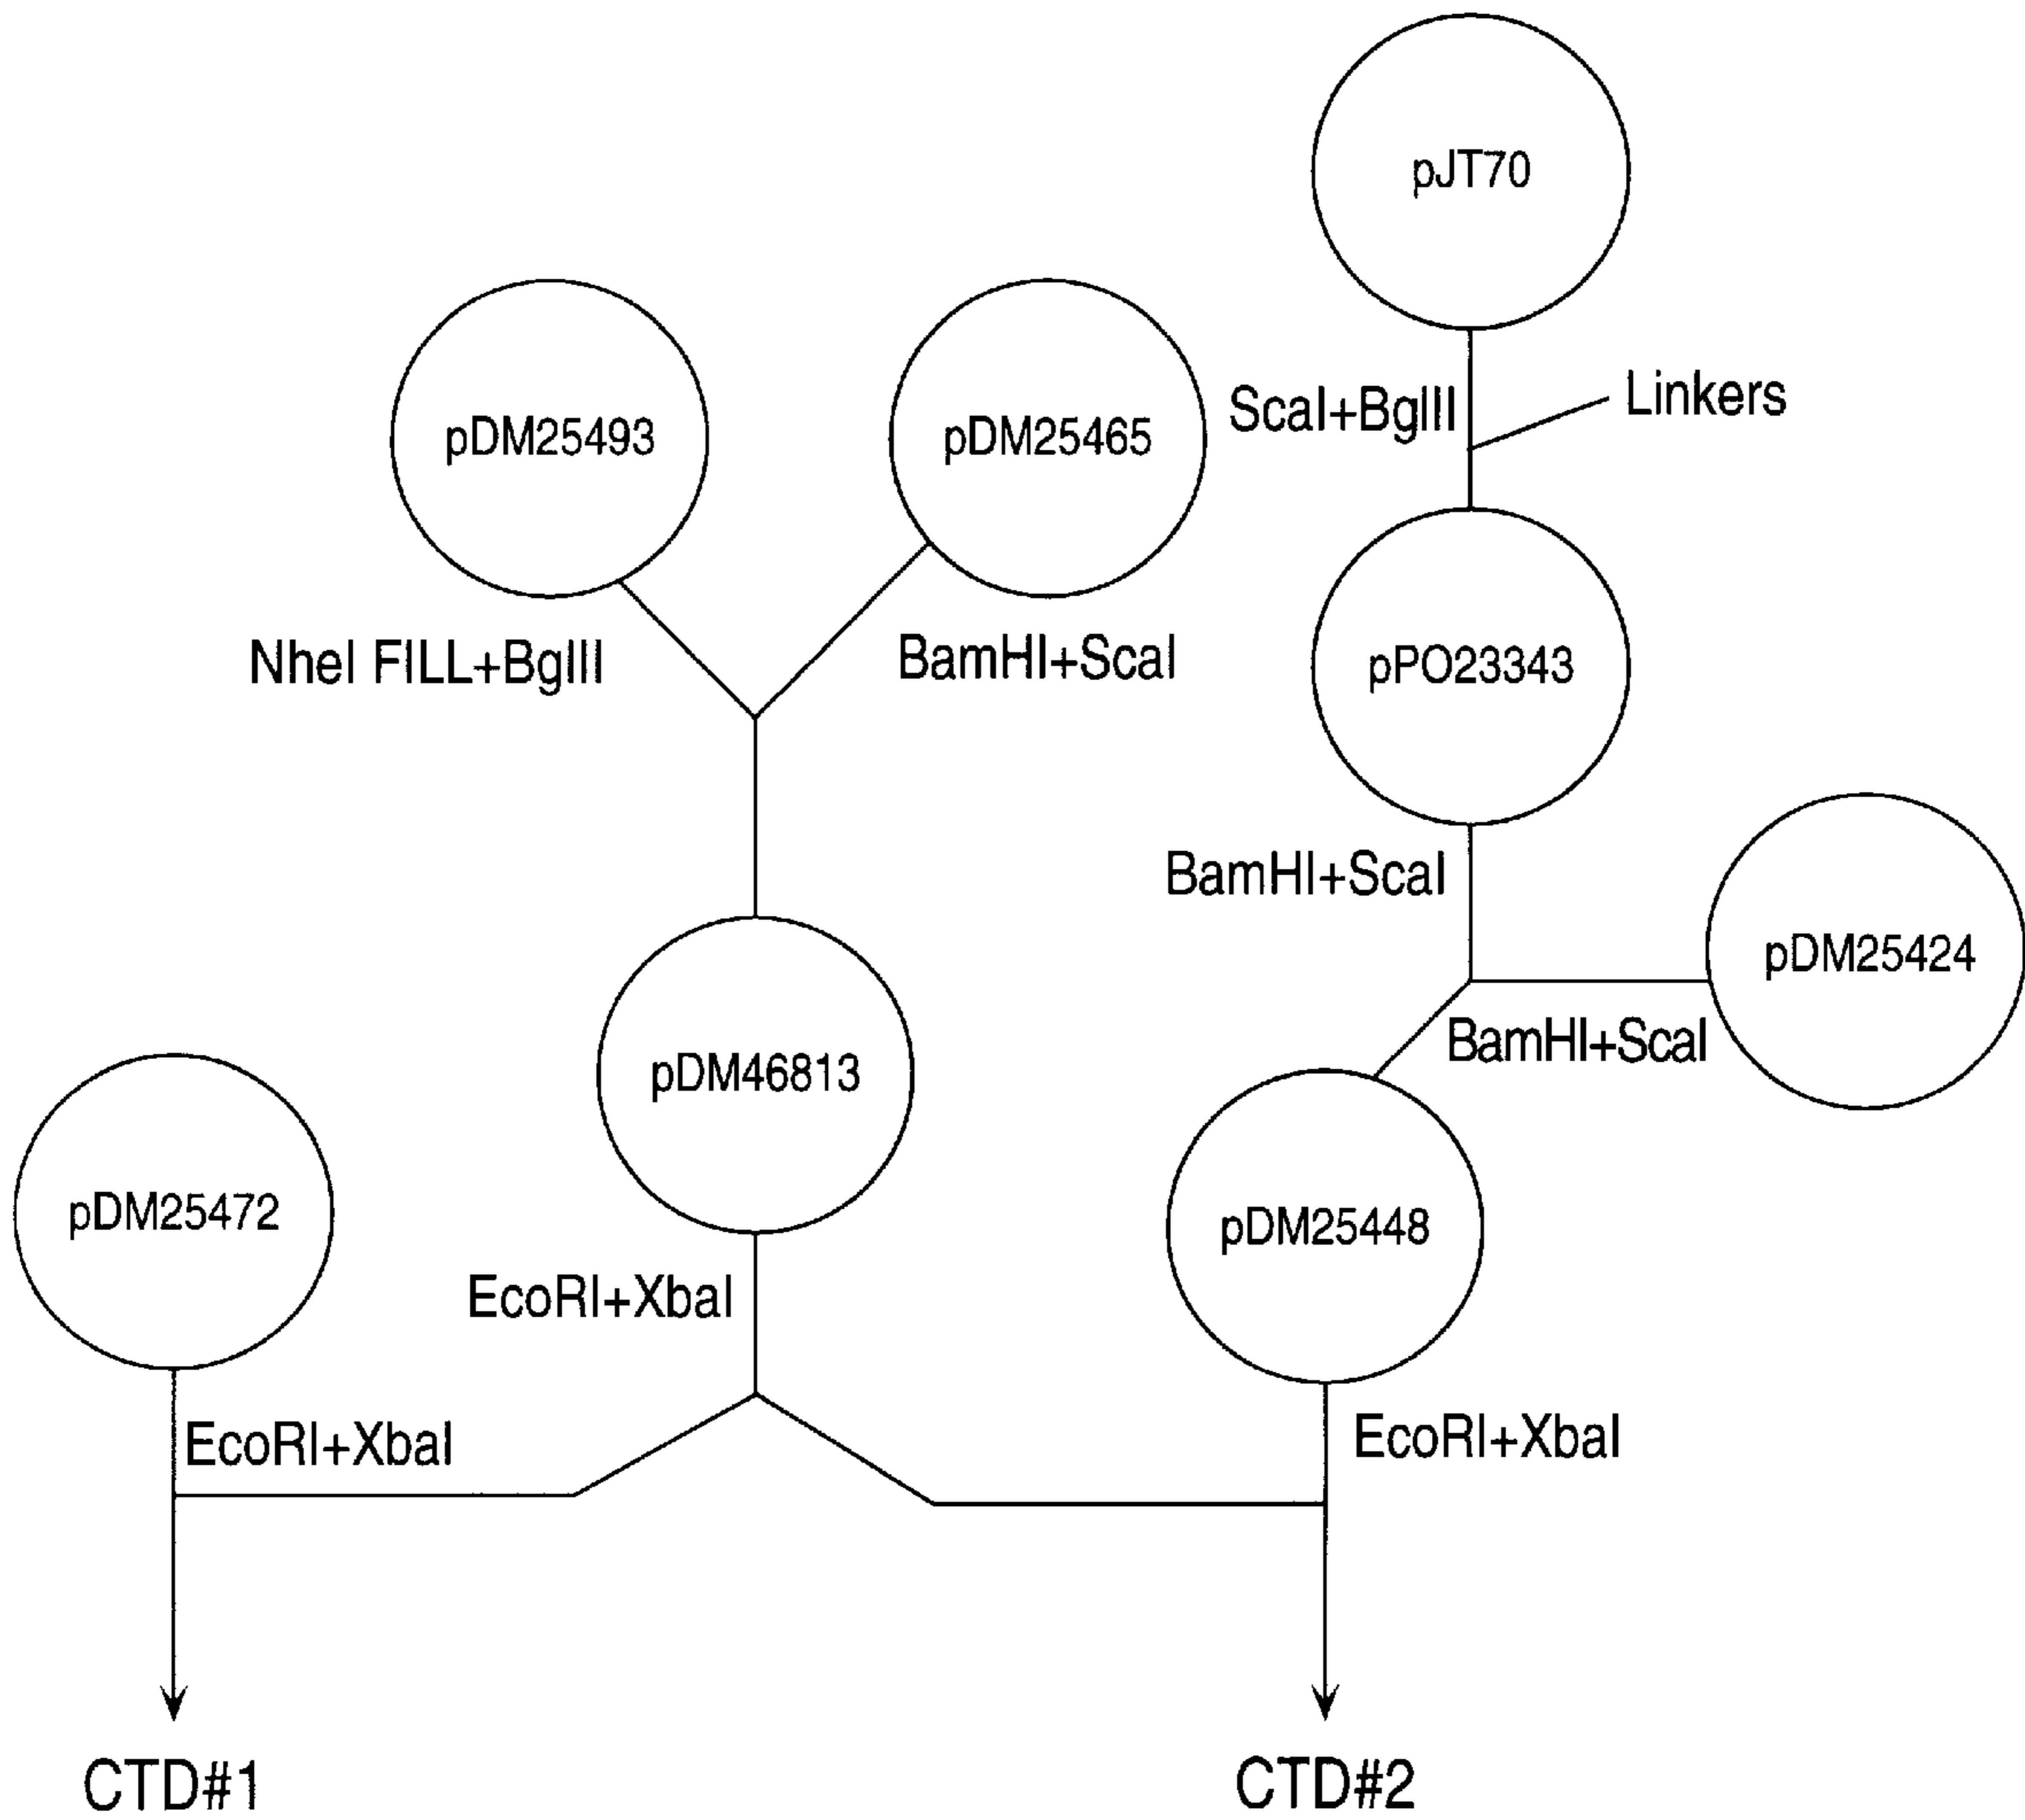 pJT70
ScaI+BglII
Linkers
pDM25493
pDM25465
NheI FILL+BglII
BamHI+ScaI
pPO23343
BamHI+ScaI
pDM25424
BamHI+ScaI
pDM46813
pDM25472
pDM25448
EcoRI+XbaI
EcoRI+XbaI
EcoRI+XbaI
CTD#1
CTD#2